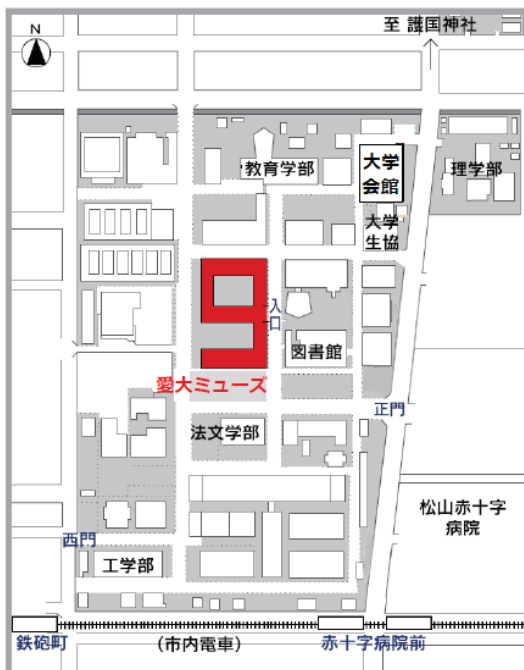 至 護国神社
N
教育学部
大学
会館
理学部
大学
生協
入
口
図書館
愛大ミューズ
正門
法文学部
松山赤十字
病院
西門
工学部
鉄砲町
(市内電車)
赤十字病院前